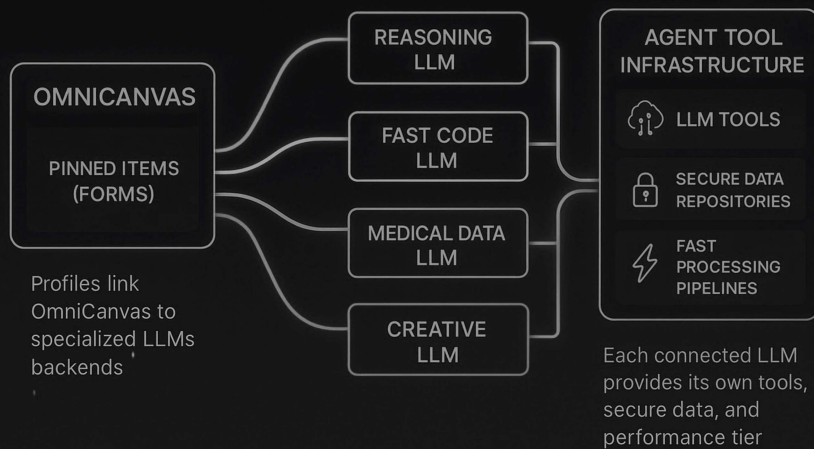 OMNICANVAS
PINNED ITEMS
(FORMS)
Profiles link
OmniCanvas to
specialized LLMs
backends
REASONING
LLM
FAST CODE
LLM
MEDICAL DATA
LLM
CREATIVE
LLM
AGENT TOOL
INFRASTRUCTURE
LLM TOOLS
SECURE DATA
REPOSITORIES
FAST
PROCESSING
PIPELINES
Each connected LLM
provides its own tools,
secure data, and
performance tier